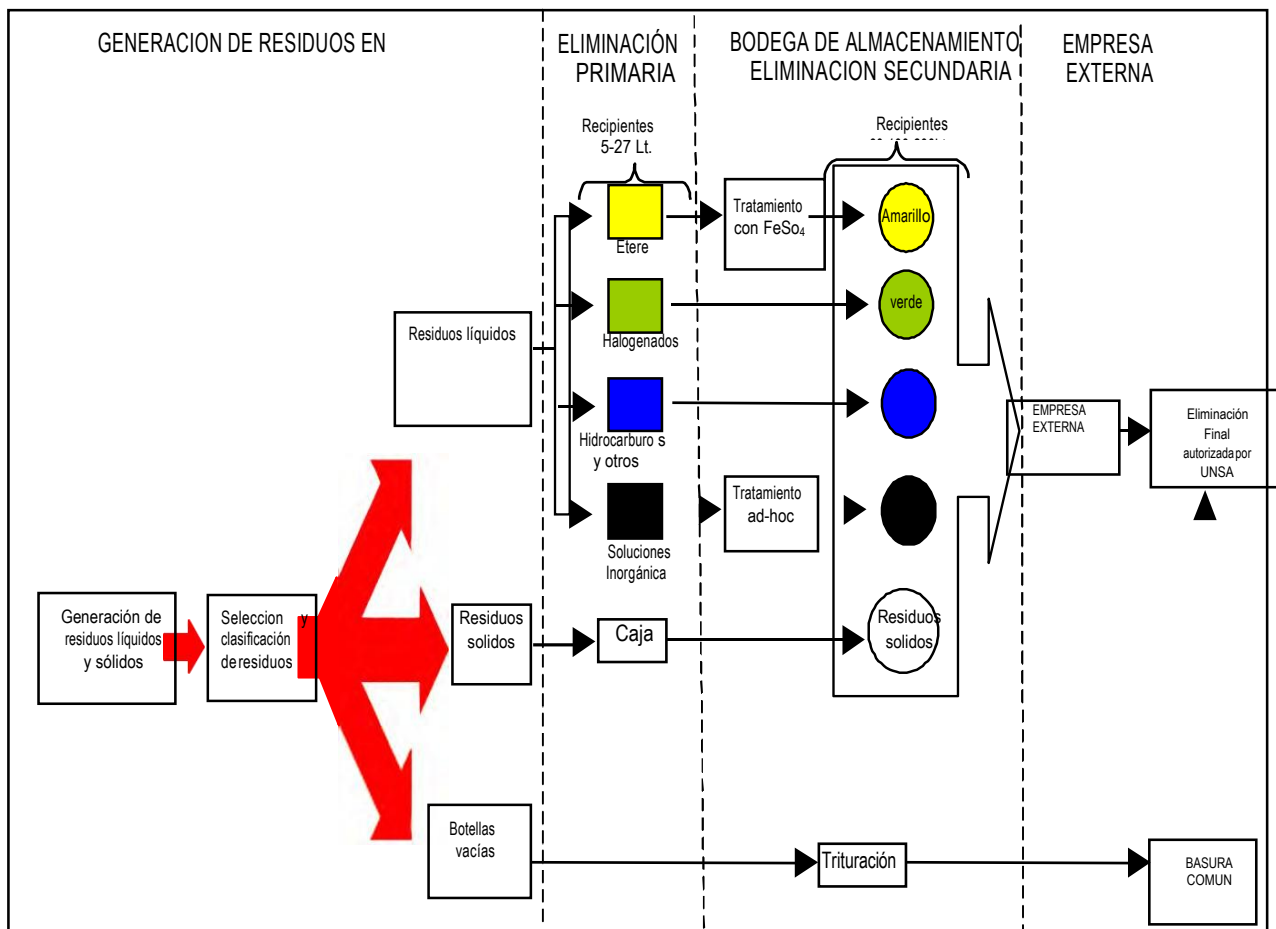 GENERACION DE RESIDUOS EN
ELIMINACIÓN
PRIMARIA
BODEGA DE ALMACENAMIENTO
ELIMINACION SECUNDARIA
EMPRESA
EXTERNA
Recipientes
5-27 Lt.
Recipientes
Etere
Tratamiento
con FeSo₄
Amarillo
Residuos líquidos
Halogenados
verde
Hidrocarburo s
y otros
EMPRESA
EXTERNA
Eliminación
Final
autorizada por
UNSA
Soluciones
Inorgánica
Tratamiento
ad-hoc
Generación de
residuos líquidos
y sólidos
Seleccion y
clasificación
de residuos
Residuos
solidos
Caja
Residuos
solidos
Botellas
vacías
Trituración
BASURA
COMUN